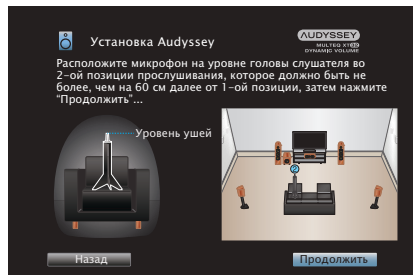 Установка Audyssey
AUDYSSEY
MULTEQ XT32
DYNAMIC VOLUME
Расположите микрофон на уровне головы слушателя во
2-ой позиции прослушивания, которое должно быть не
более, чем на 60 см далее от 1-ой позиции, затем нажмите
"Продолжить"...
Уровень ушей
2
Назад
Продолжить